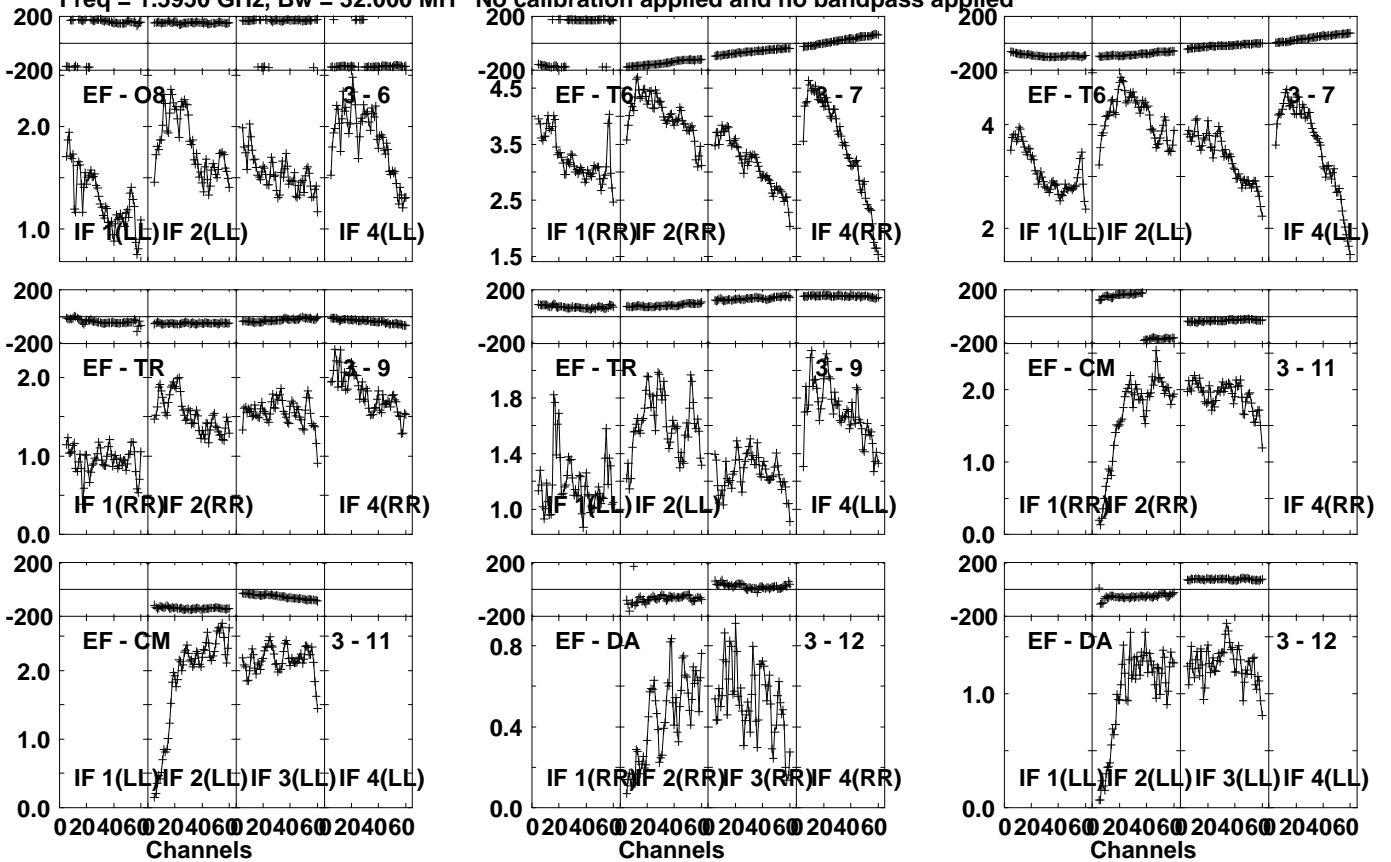 Freq = 1.5950 GHz, Bw = 32.000 MH No calibration applied and no bandpass applied
200 200 200
-200 -200 -200
EF - O8 3 - 6 EF - T6 3 - 7 EF - T6 3 - 7
2.0 4.5 4
3.5
2.5
1.0 2
1.5
IF 1(LL) IF 2(LL) IF 4(LL) IF 1(RR) IF 2(RR) IF 4(RR) IF 1(LL) IF 2(LL) IF 4(LL)
200 200 200
-200 -200 -200
EF - TR 3 - 9 EF - TR 3 - 9 EF - CM 3 - 11
2.0 1.8 2.0
1.0 1.4 1.0
0.0 1.0 0.0
IF 1(RR) IF 2(RR) IF 4(RR) IF 1(LL) IF 2(LL) IF 4(LL) IF 1(RR) IF 2(RR) IF 4(RR)
200 200 200
-200 -200 -200
EF - CM 3 - 11 EF - DA 3 - 12 EF - DA 3 - 12
2.0 0.8 1.0
1.0 0.4
0.0 0.0 0.0
IF 1(LL) IF 2(LL) IF 3(LL) IF 4(LL) IF 1(RR) IF 2(RR) IF 3(RR) IF 4(RR) IF 1(LL) IF 2(LL) IF 3(LL) IF 4(LL)
0 20 40 60 0 20 40 60 0 20 40 60 0 20 40 60 0 20 40 60 0 20 40 60 0 20 40 60 0 20 40 60 0 20 40 60 0 20 40 60 0 20 40 60 0 20 40 60
Channels Channels Channels